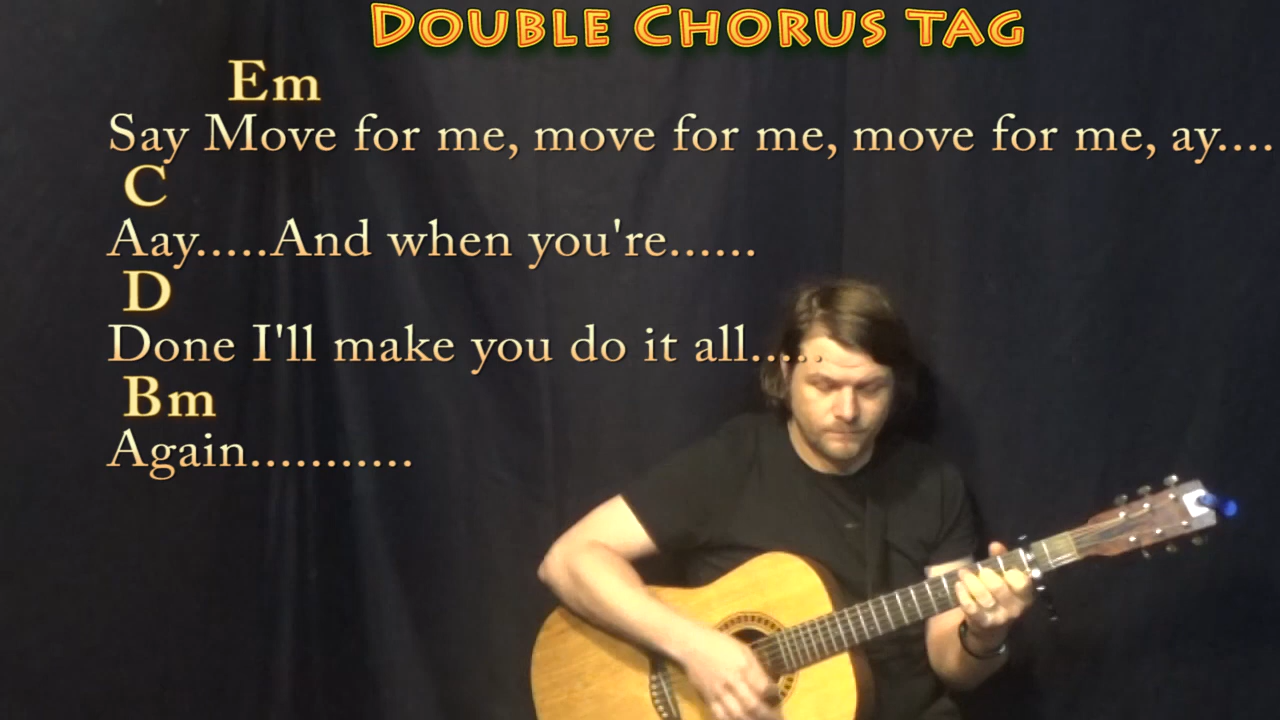 DOUBLE CHORUS TAG
Em
Say Move for me, move for me, move for me, ay....
C
Aay.....And when you're......
D
Done I'll make you do it all.....
Bm
Again...........